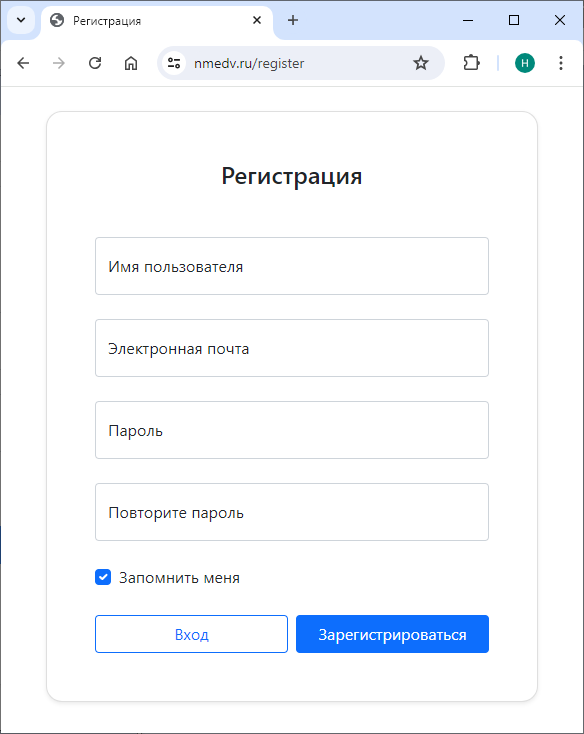 Регистрация
nmedv.ru/register
H
Регистрация
Имя пользователя
Электронная почта
Пароль
Повторите пароль
Запомнить меня
Вход Зарегистрироваться